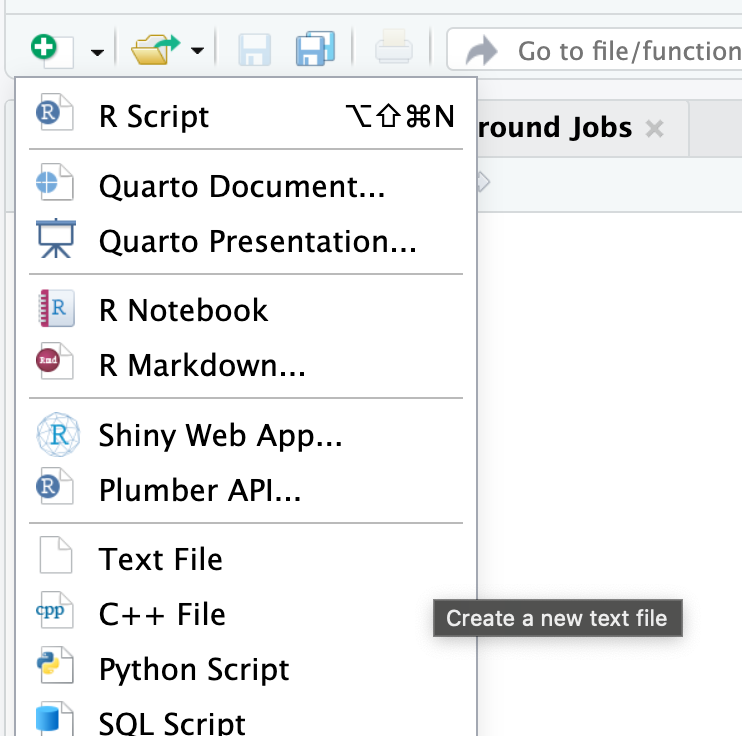 Go to file/function
R Script ⌥⇧⌘N
round Jobs
Quarto Document...
Quarto Presentation...
R Notebook
R Markdown...
Shiny Web App...
Plumber API...
Text File
C++ File
Create a new text file
Python Script
SQL Script